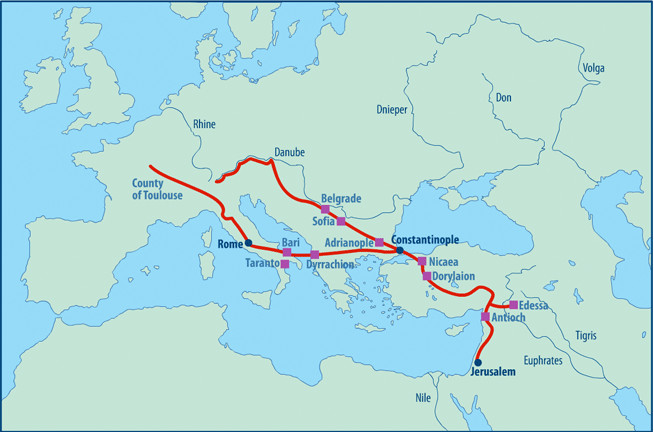 Volga
Don
Dnieper
Rhine
Danube
County
of Toulouse
Belgrade
Sofia
Adrianople
Constantinople
Rome
Bari
Taranto
Dyrrachion
Nicaea
Dorylaion
Edessa
Antioch
Tigris
Euphrates
Jerusalem
Nile